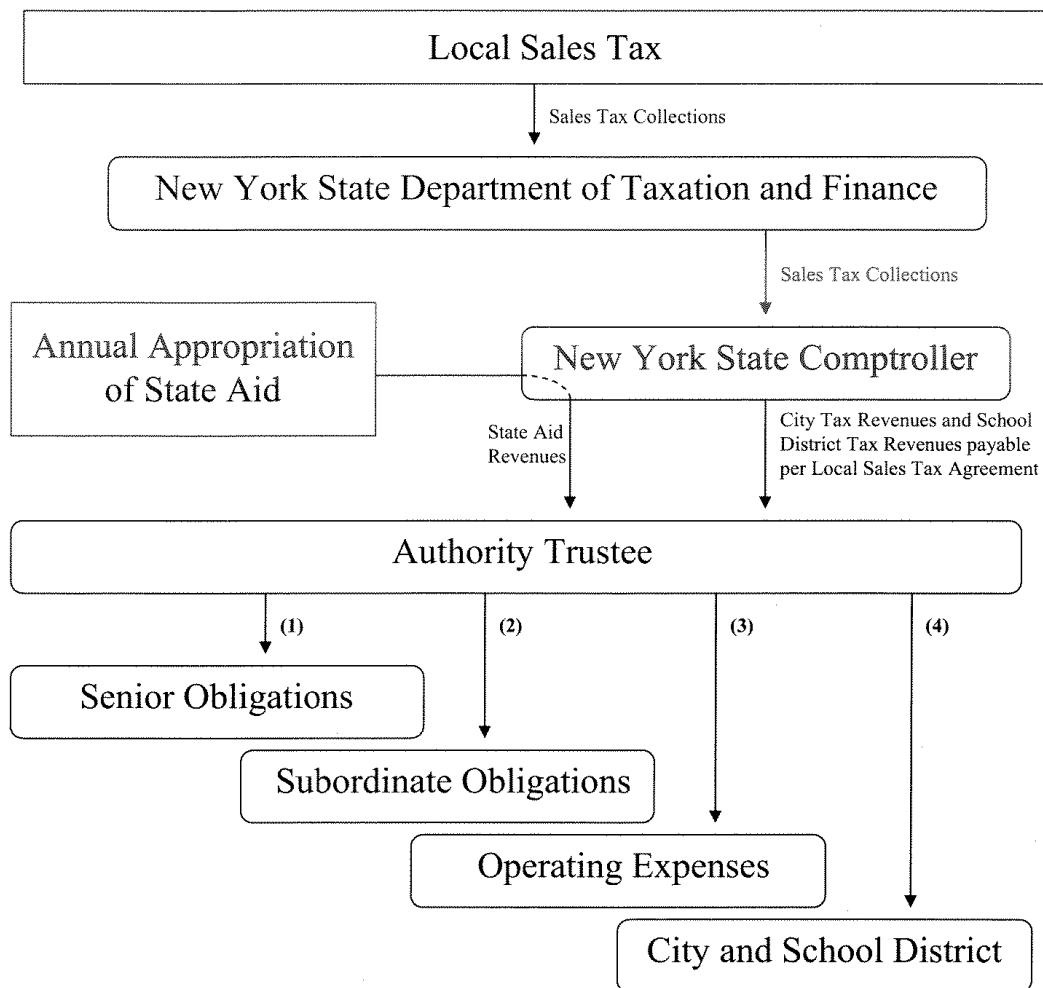 Local Sales Tax
Sales Tax Collections
New York State Department of Taxation and Finance
Sales Tax Collections
Annual Appropriation
of State Aid
New York State Comptroller
State Aid
Revenues
City Tax Revenues and School
District Tax Revenues payable
per Local Sales Tax Agreement
Authority Trustee
(1)
(2)
(3)
(4)
Senior Obligations
Subordinate Obligations
Operating Expenses
City and School District